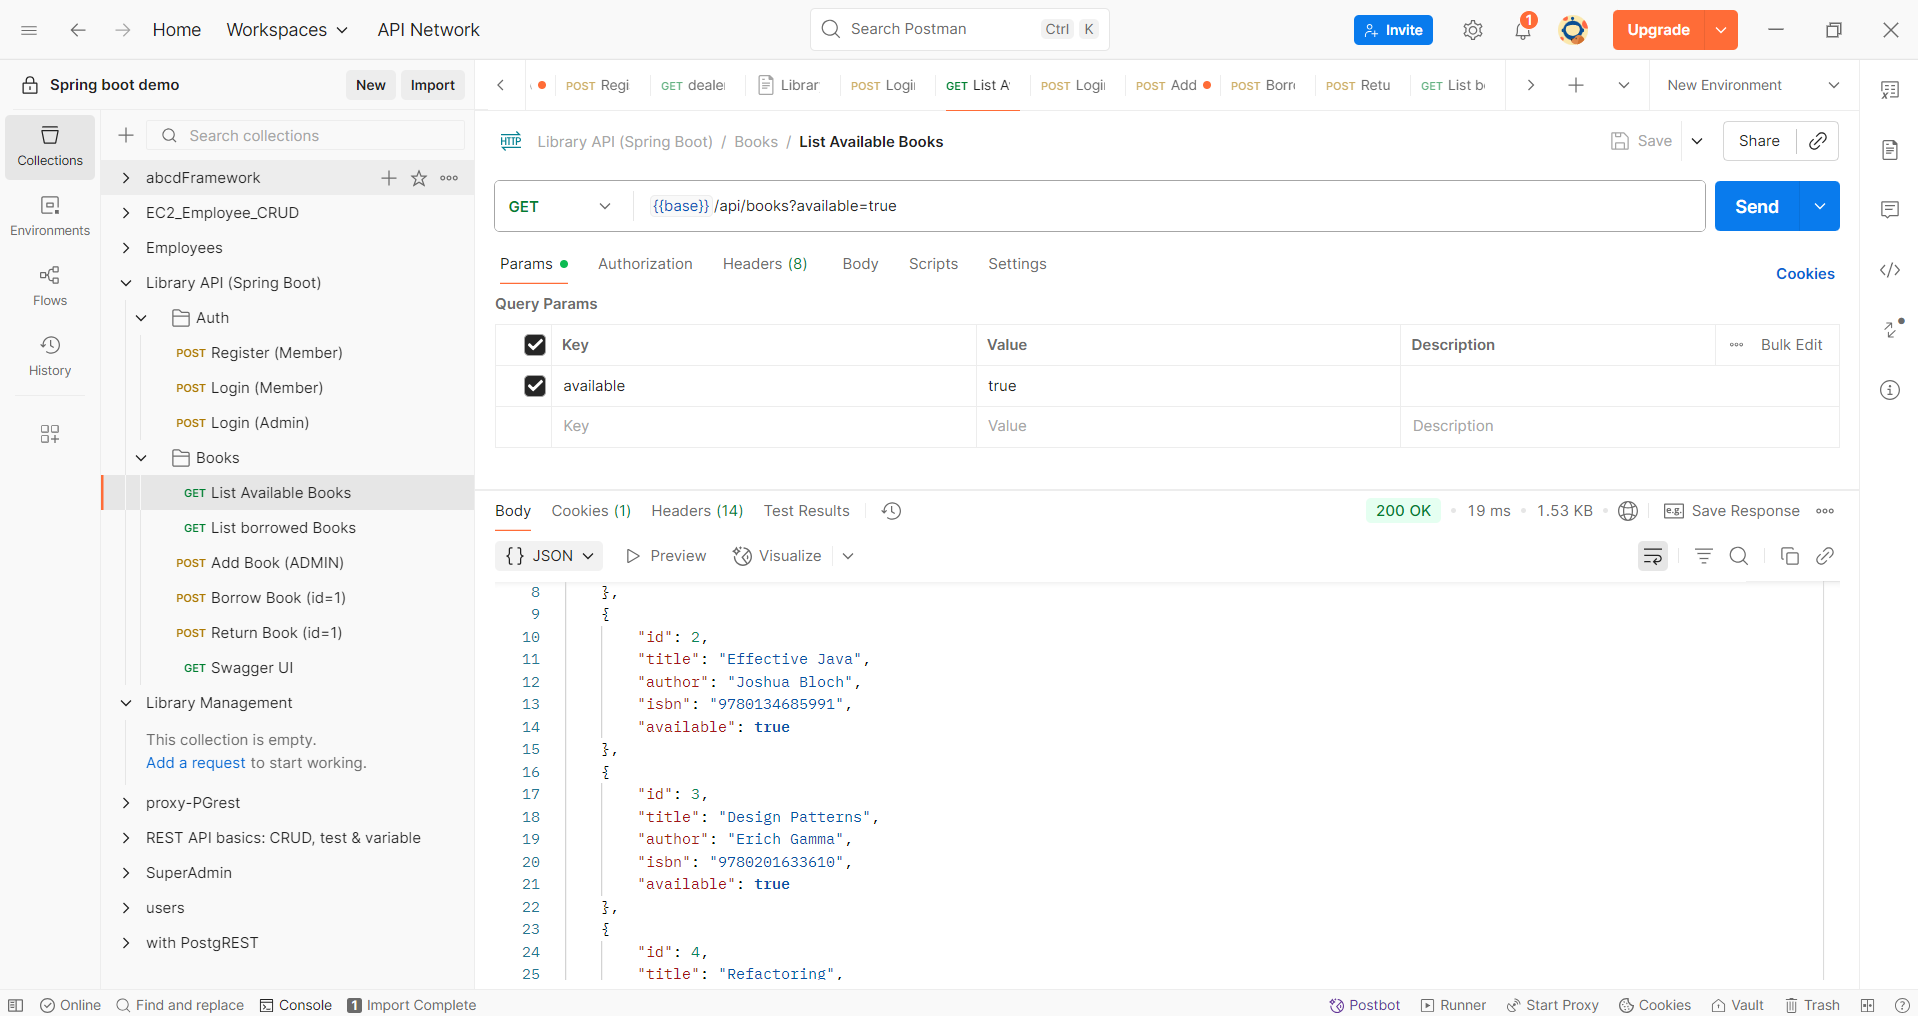 Home
Workspaces
API Network
Search Postman
Ctrl K
Invite
1
Upgrade
Spring boot demo
New
Import
POST Regi
GET deale
Library
POST Logi
GET List A
POST Logi
POST Add
POST Borr
POST Retu
GET List b
New Environment
Collections
Environments
Flows
History
Search collections
abcdFramework
EC2_Employee_CRUD
Employees
Library API (Spring Boot)
Auth
POST Register (Member)
POST Login (Member)
POST Login (Admin)
Books
GET List Available Books
GET List borrowed Books
POST Add Book (ADMIN)
POST Borrow Book (id=1)
POST Return Book (id=1)
GET Swagger UI
Library Management
This collection is empty.
Add a request to start working.
proxy-PGrest
REST API basics: CRUD, test & variable
SuperAdmin
users
with PostgREST
HTTP Library API (Spring Boot) / Books / List Available Books
Save
Share
GET
{{base}} /api/books?available=true
Send
Params
Authorization
Headers (8)
Body
Scripts
Settings
Cookies
Query Params
Key Value Description
Bulk Edit
available true
Key Value Description
Body
Cookies (1)
Headers (14)
Test Results
200 OK • 19 ms • 1.53 KB •
e.g. Save Response
{} JSON
Preview
Visualize
8 },
9 {
10 "id": 2,
11 "title": "Effective Java",
12 "author": "Joshua Bloch",
13 "isbn": "9780134685991",
14 "available": true
15 },
16 {
17 "id": 3,
18 "title": "Design Patterns",
19 "author": "Erich Gamma",
20 "isbn": "9780201633610",
21 "available": true
22 },
23 {
24 "id": 4,
25 "title": "Refactoring",
Online
Find and replace
Console
1 Import Complete
Postbot
Runner
Start Proxy
Cookies
Vault
Trash